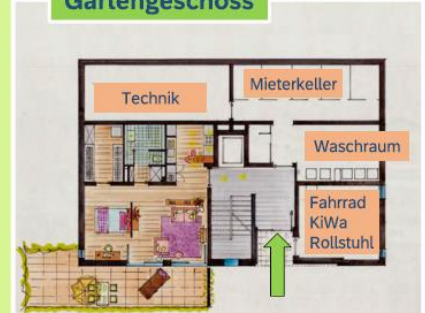 Gartengeschoss
Technik
Mieterkeller
Waschraum
Fahrrad
KiWa
Rollstuhl